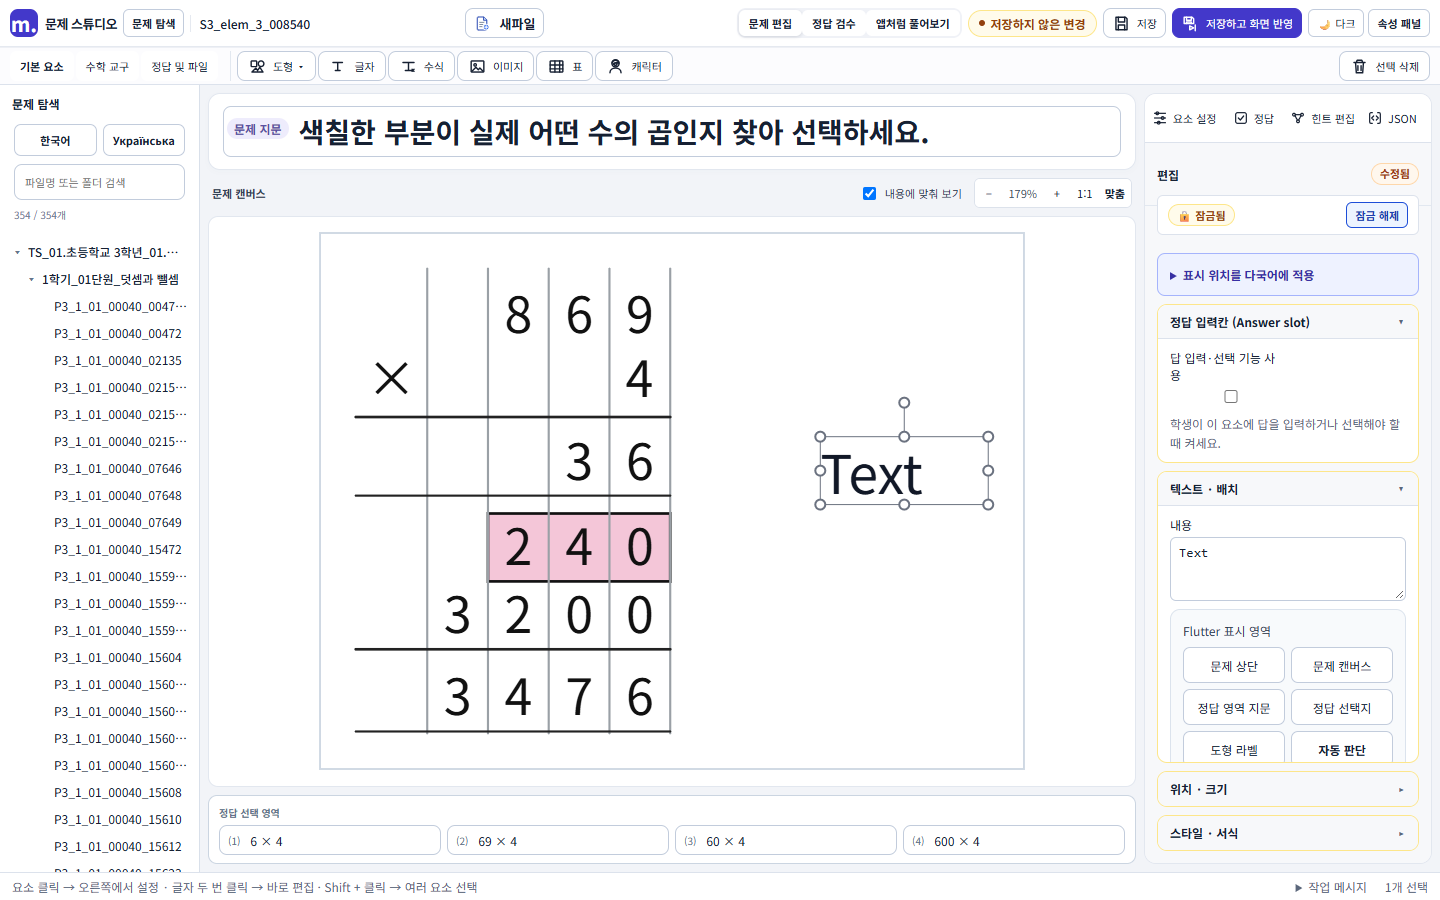 m. 문제 스튜디오 문제 탐색 S3_elem_3_008540 새파일 문제 편집 정답 검수 앱처럼 풀어보기 저장하지 않은 변경 저장 저장하고 화면 반영 다크 속성 패널
기본 요소 수학 교구 정답 및 파일 도형 글자 수식 이미지 표 캐릭터 선택 삭제
문제 탐색
한국어 Українська
파일명 또는 폴더 검색
354 / 354개
TS_01.초등학교 3학년_01.…
1학기_01단원_덧셈과 뺄셈
P3_1_01_00040_0047…
P3_1_01_00040_00472
P3_1_01_00040_02135
P3_1_01_00040_0215…
P3_1_01_00040_0215…
P3_1_01_00040_0215…
P3_1_01_00040_07646
P3_1_01_00040_07648
P3_1_01_00040_07649
P3_1_01_00040_15472
P3_1_01_00040_1559…
P3_1_01_00040_1559…
P3_1_01_00040_1559…
P3_1_01_00040_15604
P3_1_01_00040_1560…
P3_1_01_00040_1560…
P3_1_01_00040_1560…
P3_1_01_00040_1560…
P3_1_01_00040_15608
P3_1_01_00040_15610
P3_1_01_00040_15612
문제 지문 색칠한 부분이 실제 어떤 수의 곱인지 찾아 선택하세요.
문제 캔버스 내용에 맞춰 보기 − 179% + 1:1 맞춤
8 6 9
× 4
3 6
2 4 0
3 2 0 0
3 4 7 6
Text
정답 선택 영역
(1) 6 × 4 (2) 69 × 4 (3) 60 × 4 (4) 600 × 4
요소 설정 정답 힌트 편집 JSON
편집 수정됨
잠금됨 잠금 해제
▶ 표시 위치를 다국어에 적용
정답 입력칸 (Answer slot)
답 입력·선택 기능 사
용
학생이 이 요소에 답을 입력하거나 선택해야 할
때 켜세요.
텍스트 · 배치
내용
Text
Flutter 표시 영역
문제 상단 문제 캔버스
정답 영역 지문 정답 선택지
도형 라벨 자동 판단
위치 · 크기
스타일 · 서식
요소 클릭 → 오른쪽에서 설정 · 글자 두 번 클릭 → 바로 편집 · Shift + 클릭 → 여러 요소 선택 ▶ 작업 메시지 1개 선택